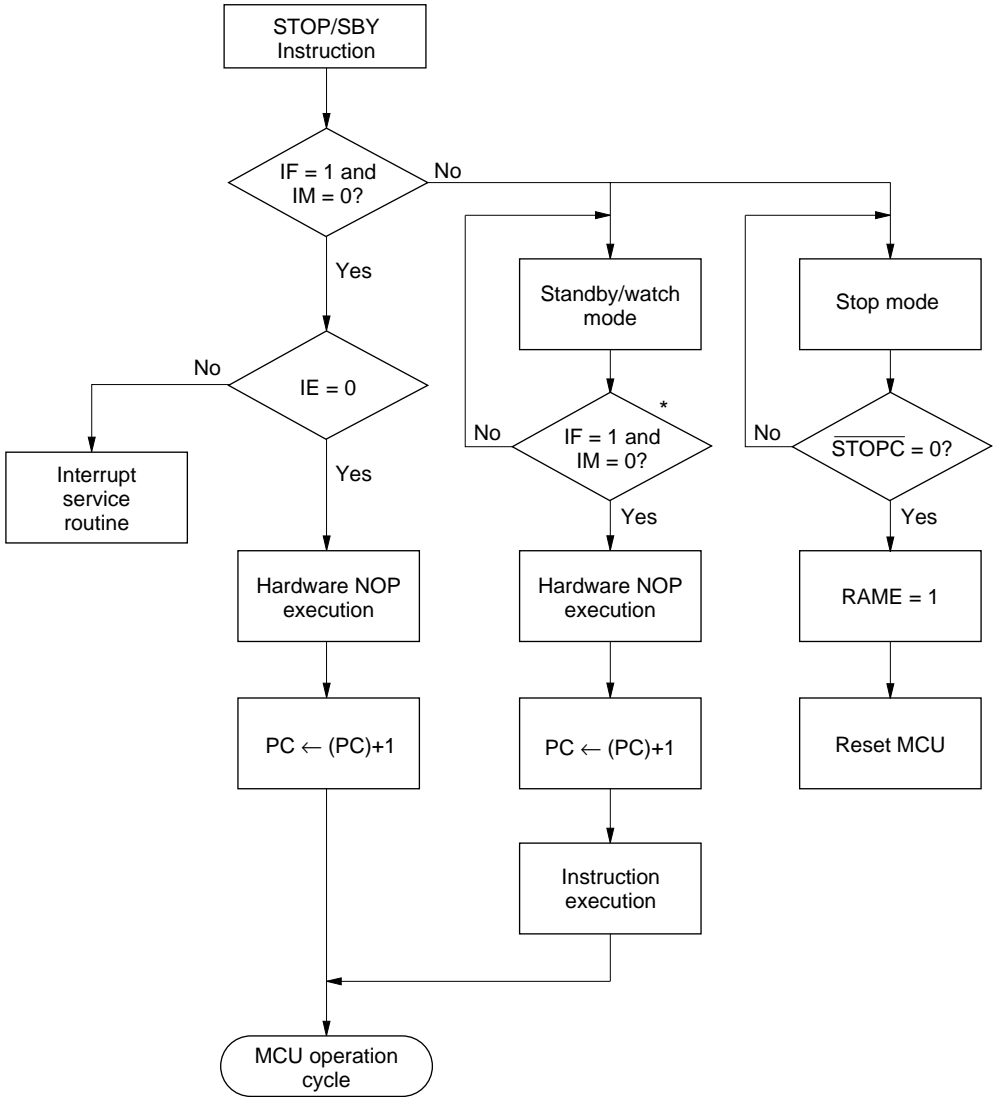 STOP/SBY
Instruction
IF = 1 and
IM = 0?
No
Yes
IE = 0
No
Yes
Interrupt
service
routine
Hardware NOP
execution
PC ← (PC)+1
Standby/watch
mode
*
IF = 1 and
IM = 0?
No
Yes
Hardware NOP
execution
PC ← (PC)+1
Instruction
execution
Stop mode
S̅T̅O̅P̅C̅ = 0?
No
Yes
RAME = 1
Reset MCU
MCU operation
cycle